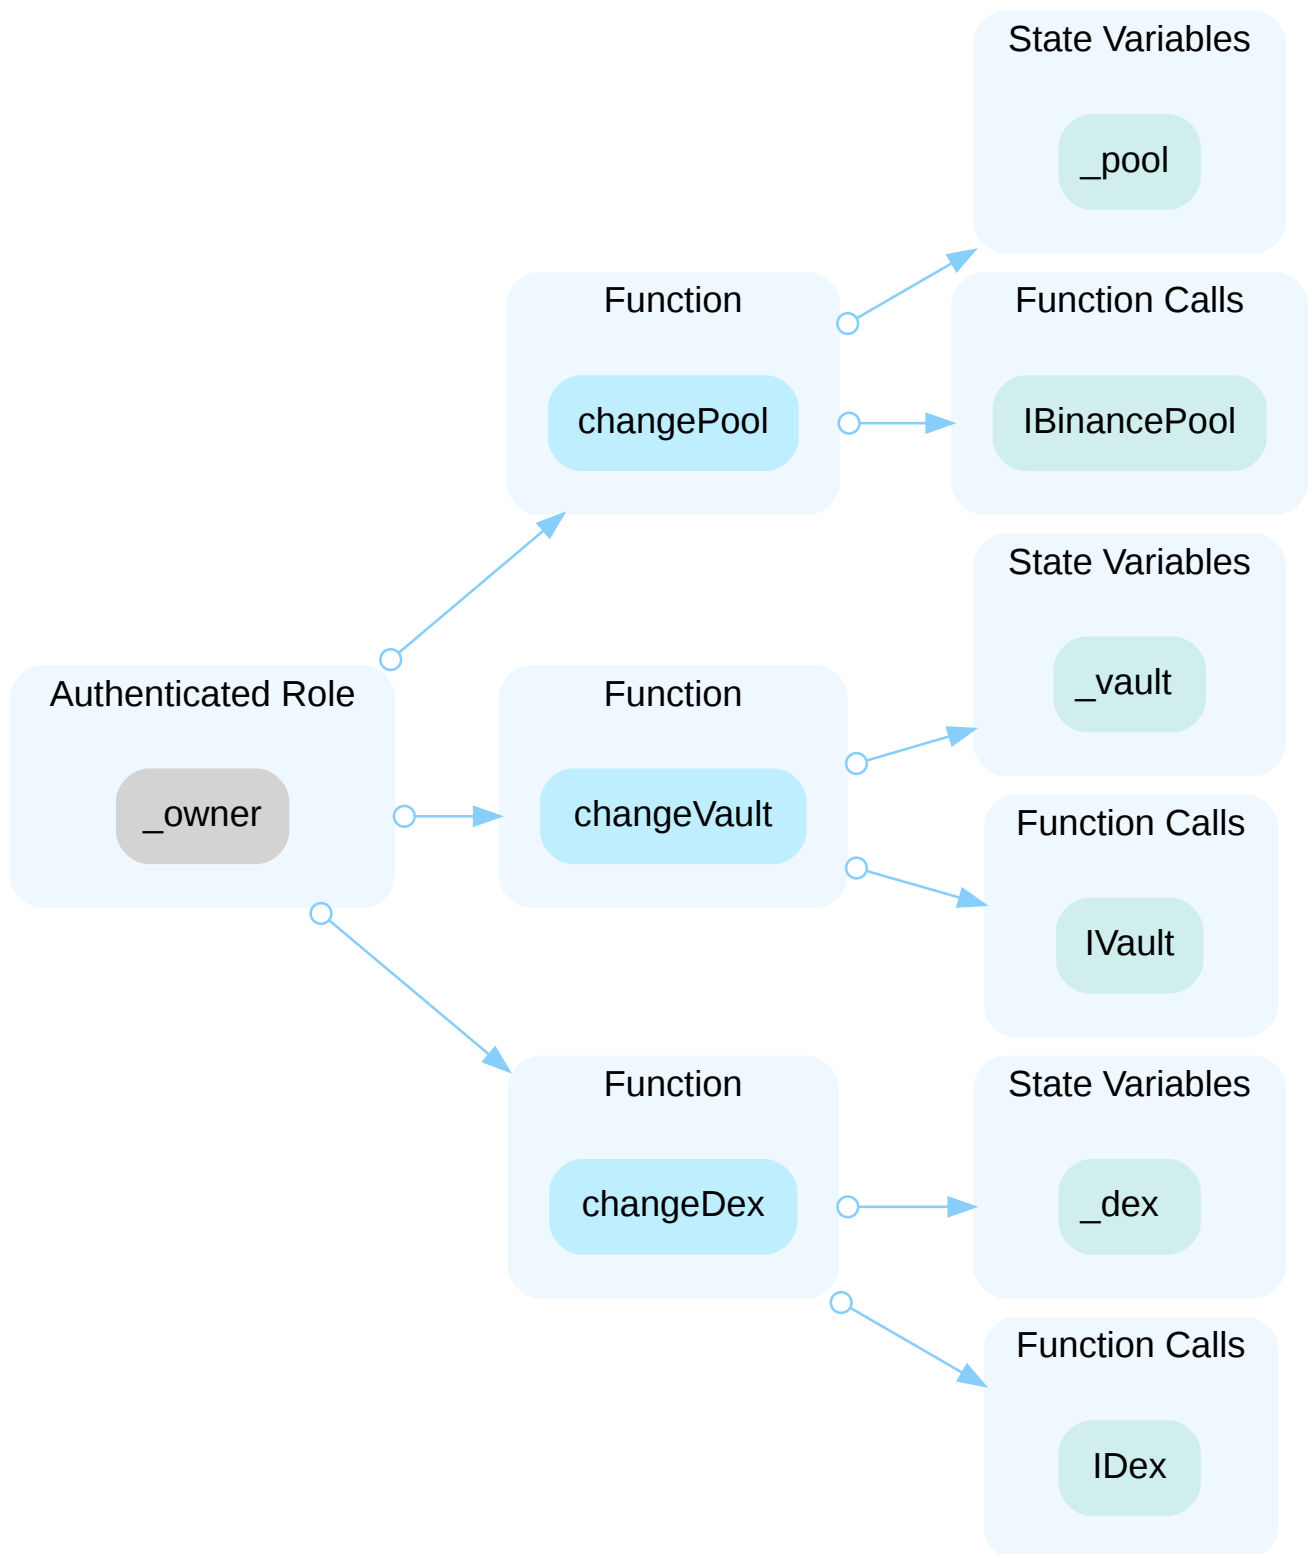 State Variables
_pool
Function
changePool
Function Calls
IBinancePool
Authenticated Role
_owner
Function
changeVault
State Variables
_vault
Function Calls
IVault
Function
changeDex
State Variables
_dex
Function Calls
IDex